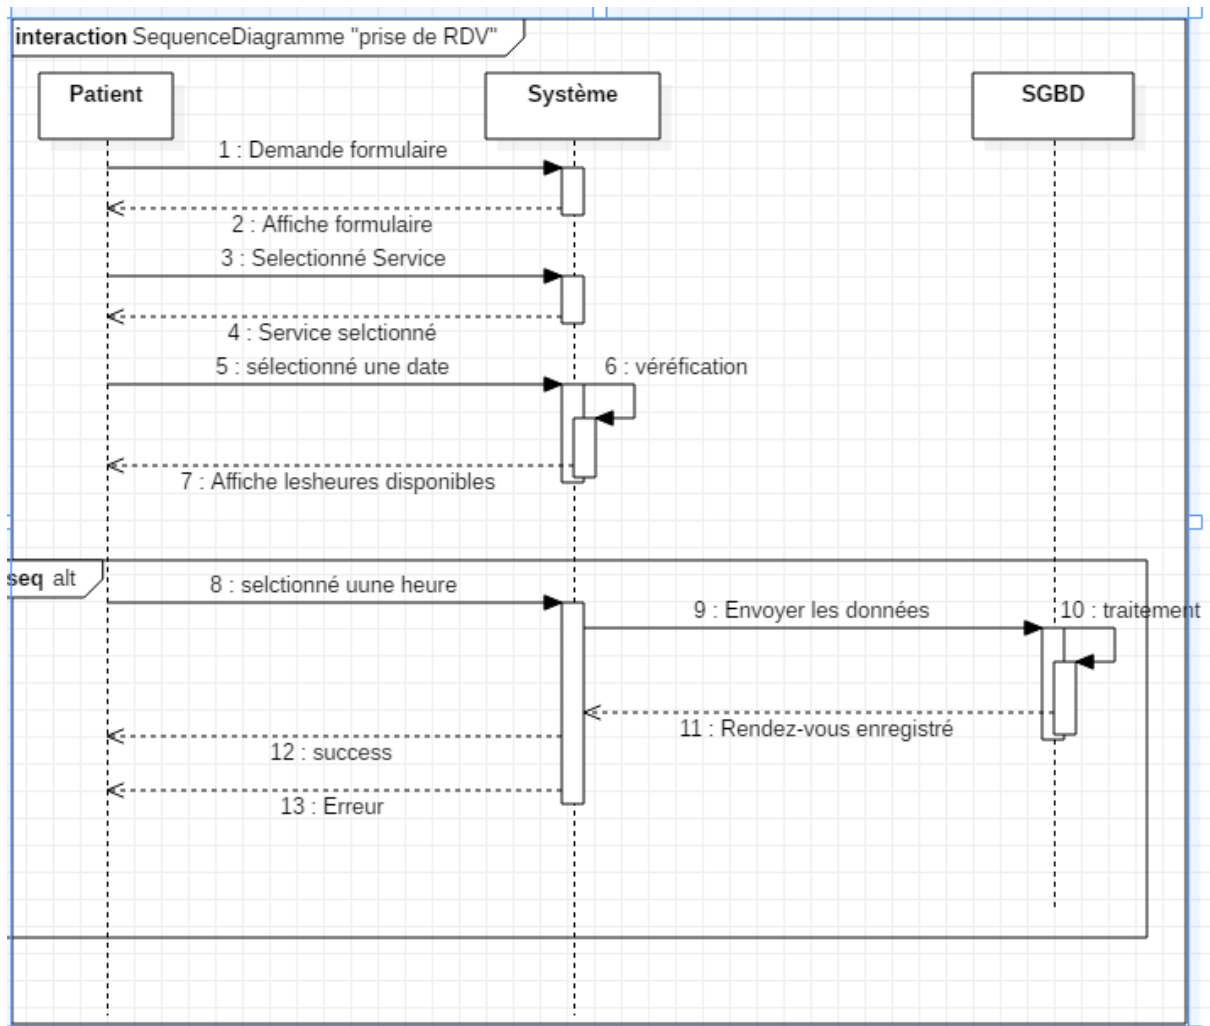 interaction SequenceDiagramme "prise de RDV"
Patient
Système
SGBD
1 : Demande formulaire
2 : Affiche formulaire
3 : Selectionné Service
4 : Service selctionné
5 : sélectionné une date
6 : véréfication
7 : Affiche lesheures disponibles
seq alt
8 : selctionné uune heure
9 : Envoyer les données
10 : traitement
11 : Rendez-vous enregistré
12 : success
13 : Erreur